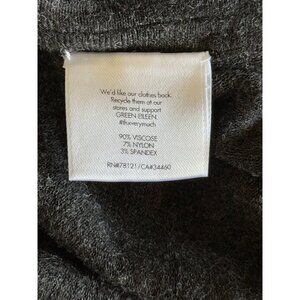 We'd like our clothes back.
Recycle them at our
stores and support
GREEN EILEEN.
#thxverymuch
90% VISCOSE
7% NYLON
3% SPANDEX
RN#78121/CA#34460